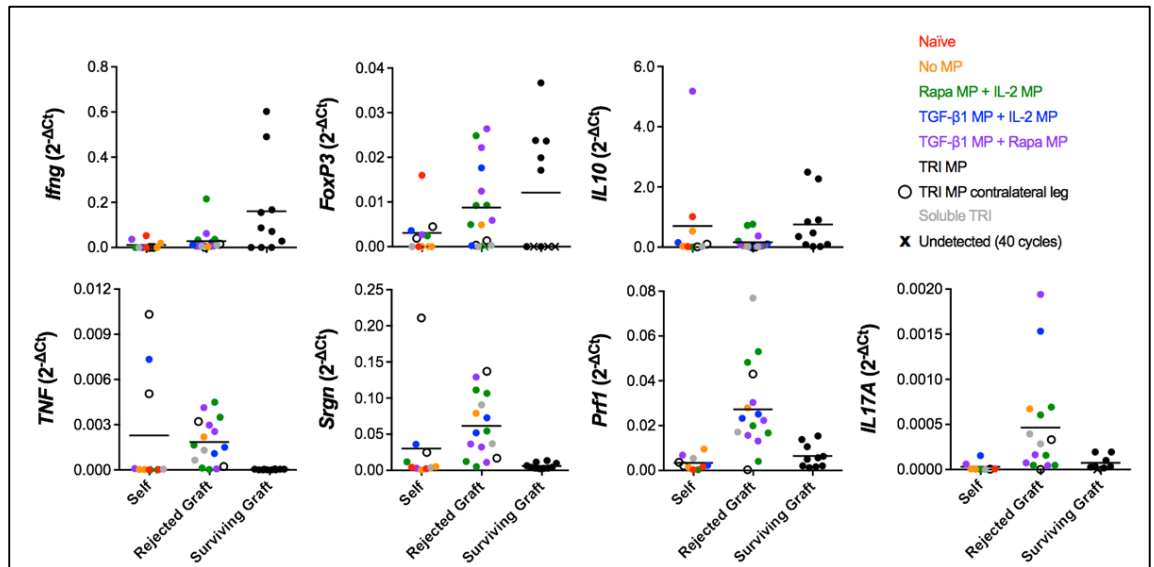 Ifng (2-ΔCt)
0.8
0.6
0.4
0.2
0.0
FoxP3 (2-ΔCt)
0.04
0.03
0.02
0.01
0.00
IL10 (2-ΔCt)
6.0
4.0
2.0
0.0
Naïve
No MP
Rapa MP + IL-2 MP
TGF-β1 MP + IL-2 MP
TGF-β1 MP + Rapa MP
TRI MP
TRI MP contralateral leg
Soluble TRI
x Undetected (40 cycles)
TNF (2-ΔCt)
0.012
0.009
0.006
0.003
0.000
Self
Rejected Graft
Surviving Graft
Srgn (2-ΔCt)
0.25
0.20
0.15
0.10
0.05
0.00
Self
Rejected Graft
Surviving Graft
Prf1 (2-ΔCt)
0.08
0.06
0.04
0.02
0.00
Self
Rejected Graft
Surviving Graft
IL17A (2-ΔCt)
0.0020
0.0015
0.0010
0.0005
0.0000
Self
Rejected Graft
Surviving Graft